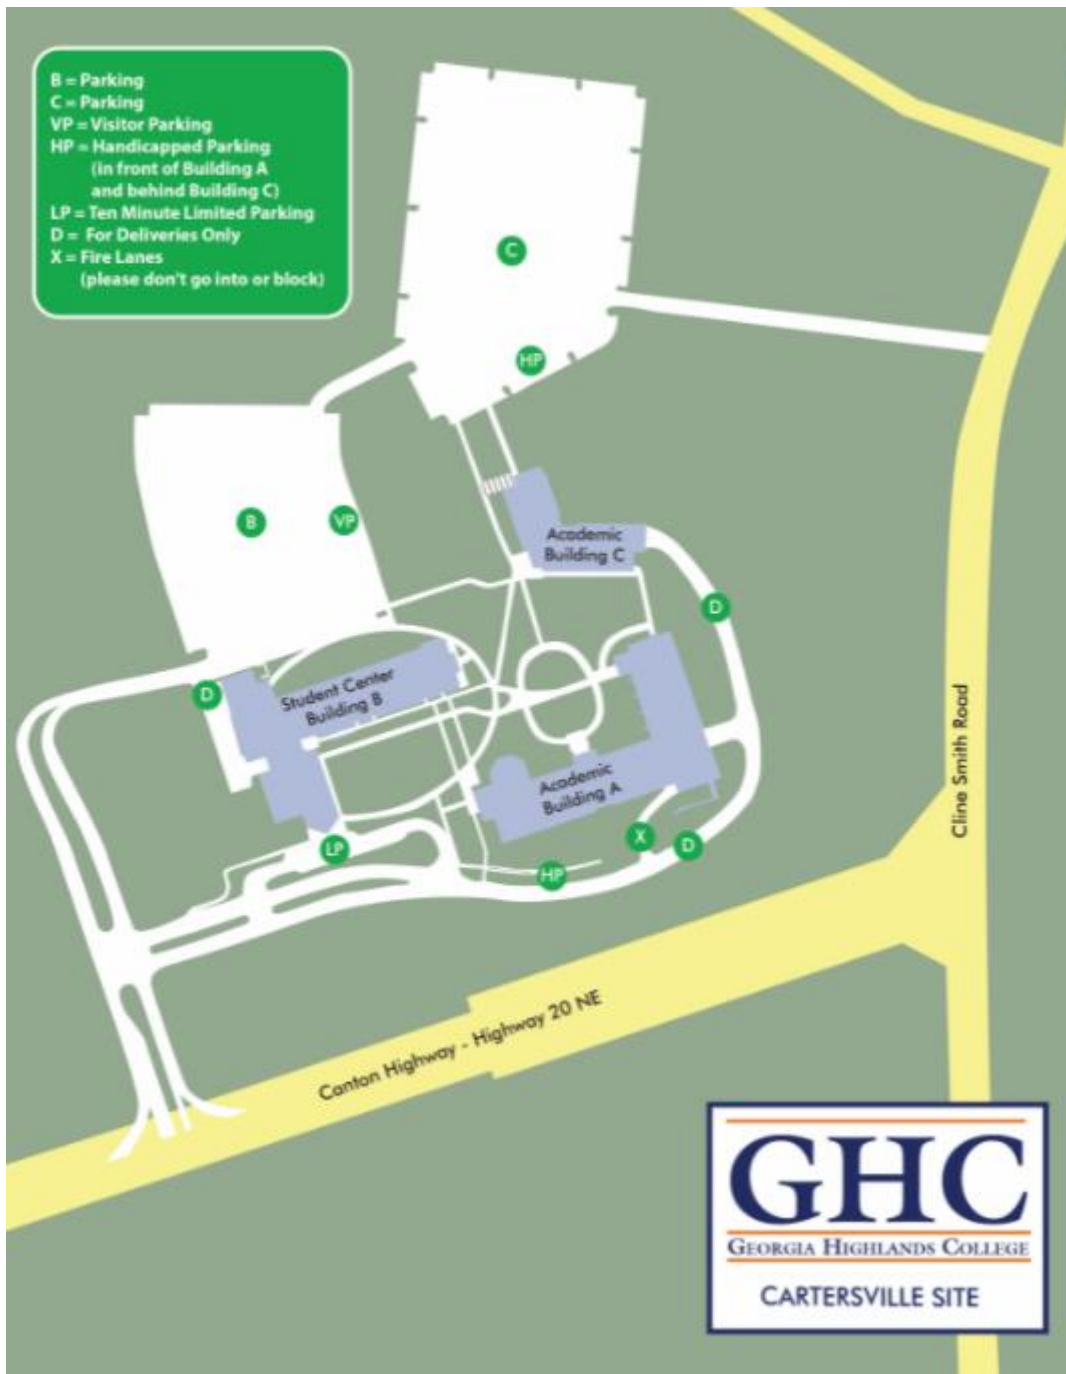 B = Parking
C = Parking
VP = Visitor Parking
HP = Handicapped Parking
(in front of Building A
and behind Building C)
LP = Ten Minute Limited Parking
D = For Deliveries Only
X = Fire Lanes
(please don't go into or block)
C
HP
B
VP
Academic
Building C
D
D
Student Center
Building B
Academic
Building A
Cline Smith Road
LP
X
D
HP
Canton Highway - Highway 20 NE
GHC
GEORGIA HIGHLANDS COLLEGE
CARTERSVILLE SITE